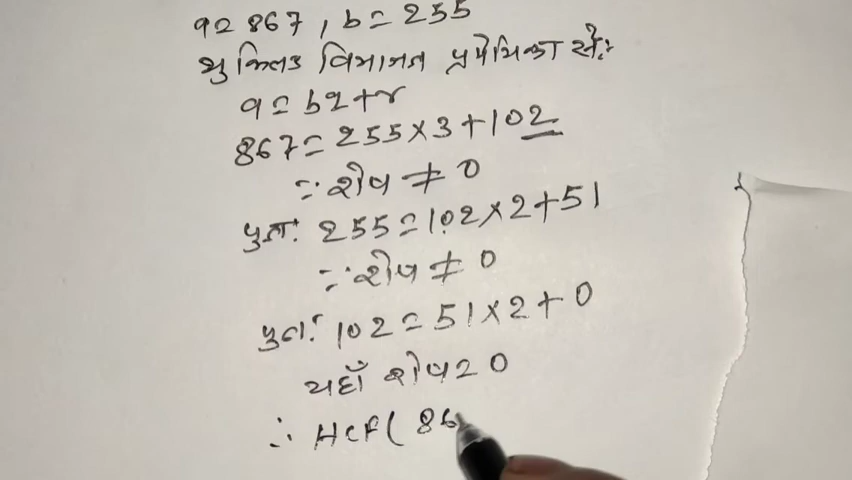 a = 867, b = 255
युक्लिड विभाजन प्रमेयिका से:
a = bq + r
867 = 255 × 3 + 102
∵ शेष ≠ 0
पुनः 255 = 102 × 2 + 51
∵ शेष ≠ 0
पुनः 102 = 51 × 2 + 0
यहाँ शेष = 0
∴ HCF( 86